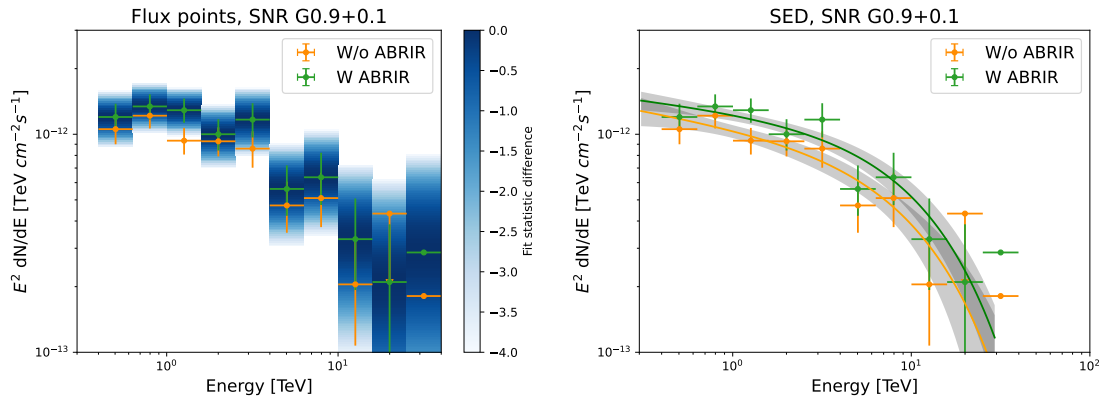 Flux points, SNR G0.9+0.1
W/o ABRIR
W ABRIR
E² dN/dE [TeV cm⁻²s⁻¹]
10⁻¹²
10⁻¹³
10⁰
10¹
Energy [TeV]
0.0
−0.5
−1.0
−1.5
−2.0
−2.5
−3.0
−3.5
−4.0
Fit statistic difference
SED, SNR G0.9+0.1
W/o ABRIR
W ABRIR
E² dN/dE [TeV cm⁻²s⁻¹]
10⁻¹²
10⁻¹³
10⁰
10¹
10²
Energy [TeV]